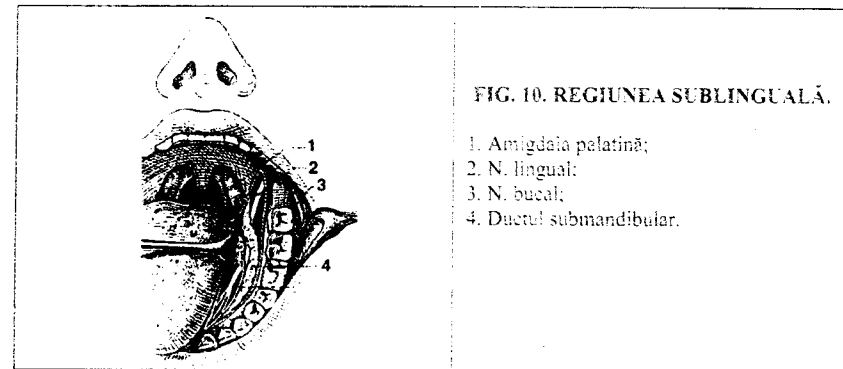 1
2
3
4
FIG. 10. REGIUNEA SUBLINGUALĂ.
1. Amigdala palatină;
2. N. lingual;
3. N. bucal;
4. Ductul submandibular.